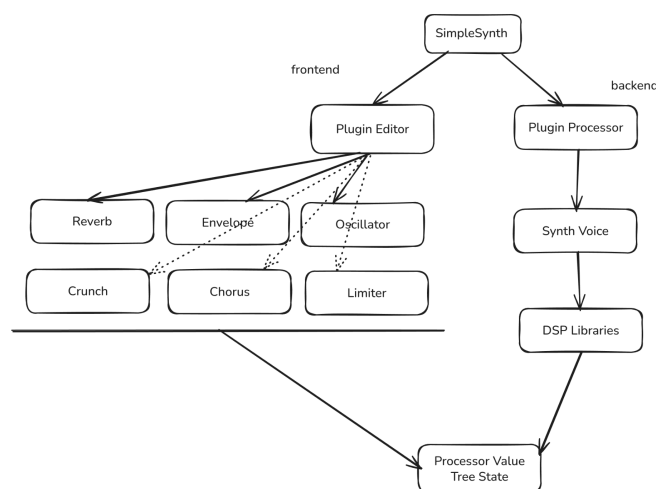 SimpleSynth
frontend
backend
Plugin Editor
Plugin Processor
Reverb
Envelope
Oscillator
Synth Voice
Crunch
Chorus
Limiter
DSP Libraries
Processor Value
Tree State